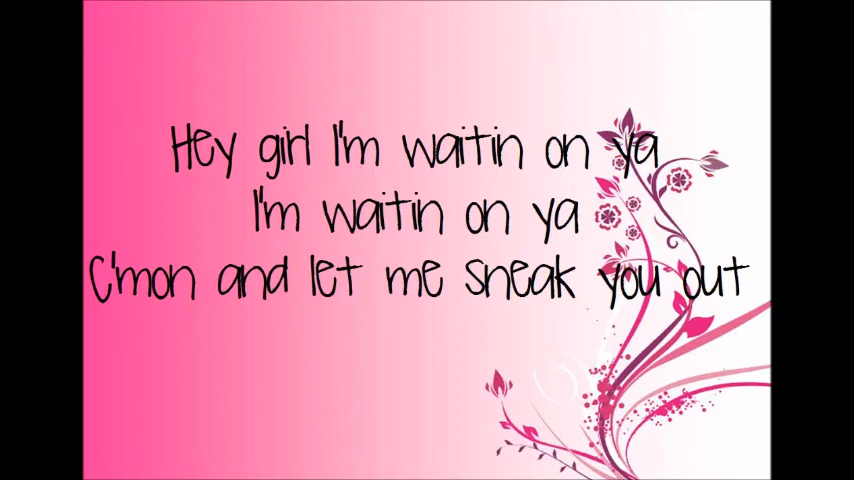 Hey girl I'm waitin on ya
I'm waitin on ya
C'mon and let me sneak you out